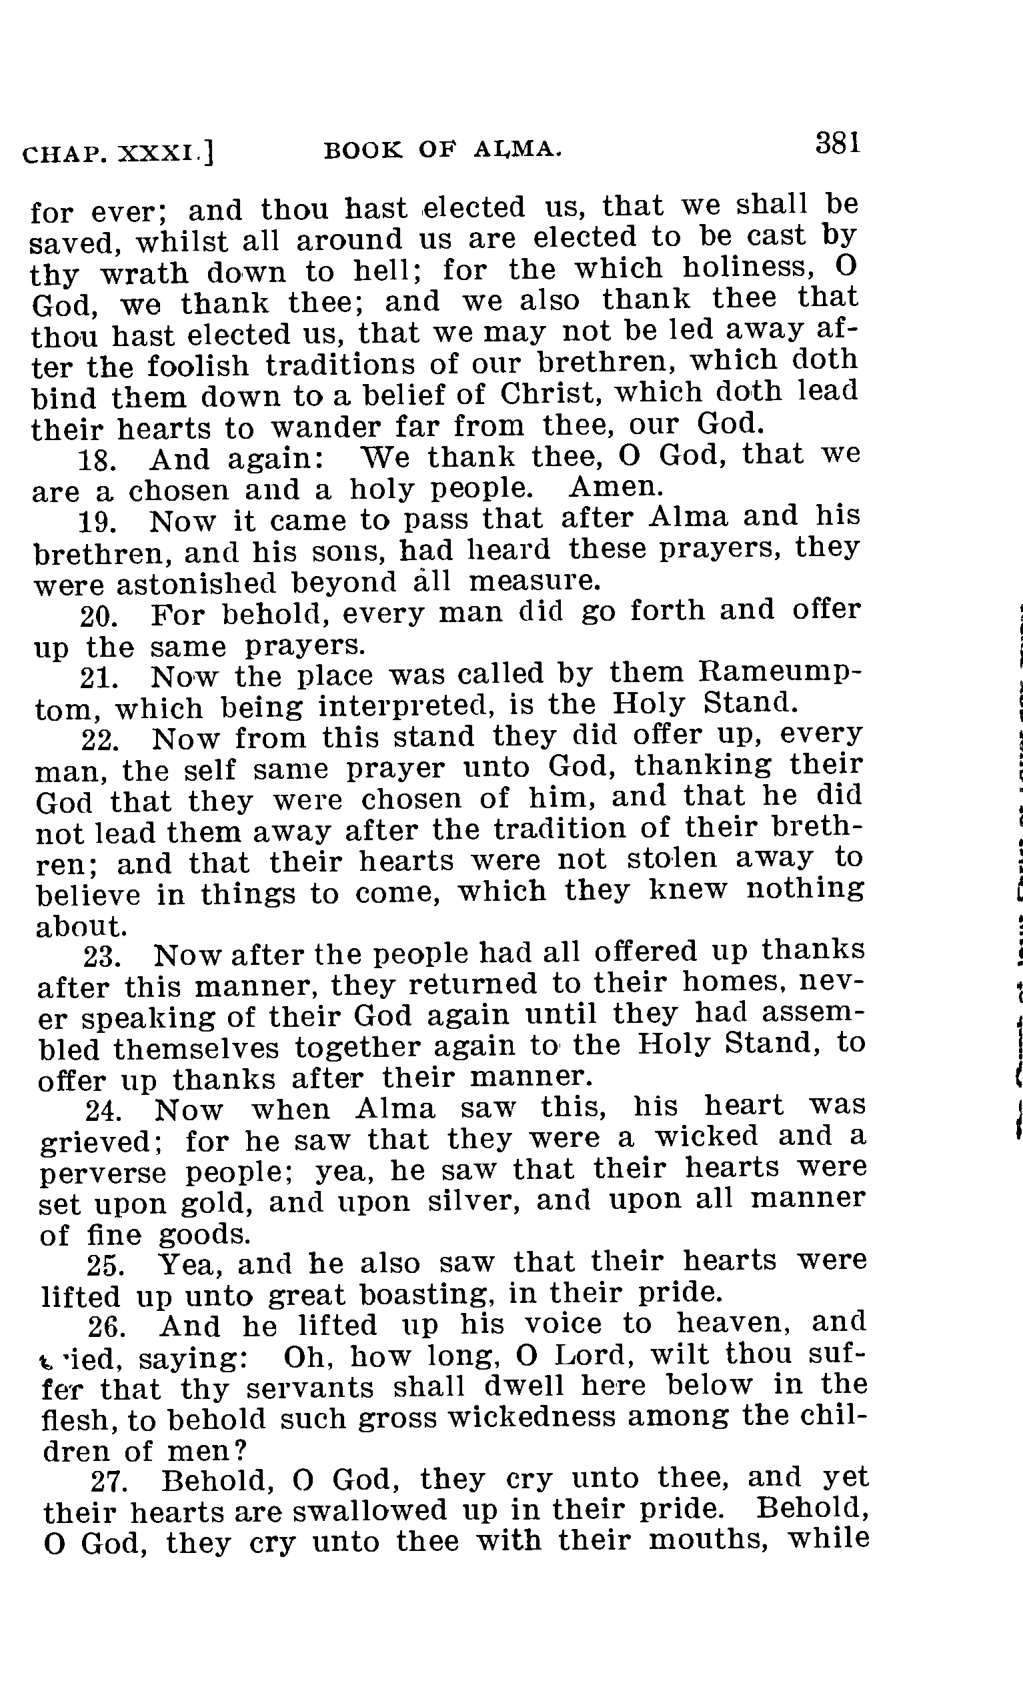 CHAP. XXXI.] BOOK OF ALMA. 381
for ever; and thou hast elected us, that we shall be
saved, whilst all around us are elected to be cast by
thy wrath down to hell; for the which holiness, O
God, we thank thee; and we also thank thee that
thou hast elected us, that we may not be led away af-
ter the foolish traditions of our brethren, which doth
bind them down to a belief of Christ, which doth lead
their hearts to wander far from thee, our God.
18. And again: We thank thee, O God, that we
are a chosen and a holy people. Amen.
19. Now it came to pass that after Alma and his
brethren, and his sons, had heard these prayers, they
were astonished beyond all measure.
20. For behold, every man did go forth and offer
up the same prayers.
21. Now the place was called by them Rameump-
tom, which being interpreted, is the Holy Stand.
22. Now from this stand they did offer up, every
man, the self same prayer unto God, thanking their
God that they were chosen of him, and that he did
not lead them away after the tradition of their breth-
ren; and that their hearts were not stolen away to
believe in things to come, which they knew nothing
about.
23. Now after the people had all offered up thanks
after this manner, they returned to their homes, nev-
er speaking of their God again until they had assem-
bled themselves together again to the Holy Stand, to
offer up thanks after their manner.
24. Now when Alma saw this, his heart was
grieved; for he saw that they were a wicked and a
perverse people; yea, he saw that their hearts were
set upon gold, and upon silver, and upon all manner
of fine goods.
25. Yea, and he also saw that their hearts were
lifted up unto great boasting, in their pride.
26. And he lifted up his voice to heaven, and
saying: Oh, how long, O Lord, wilt thou suf-
fer that thy servants shall dwell here below in the
flesh, to behold such gross wickedness among the chil-
dren of men?
27. Behold, O God, they cry unto thee, and yet
their hearts are swallowed up in their pride. Behold,
O God, they cry unto thee with their mouths, while